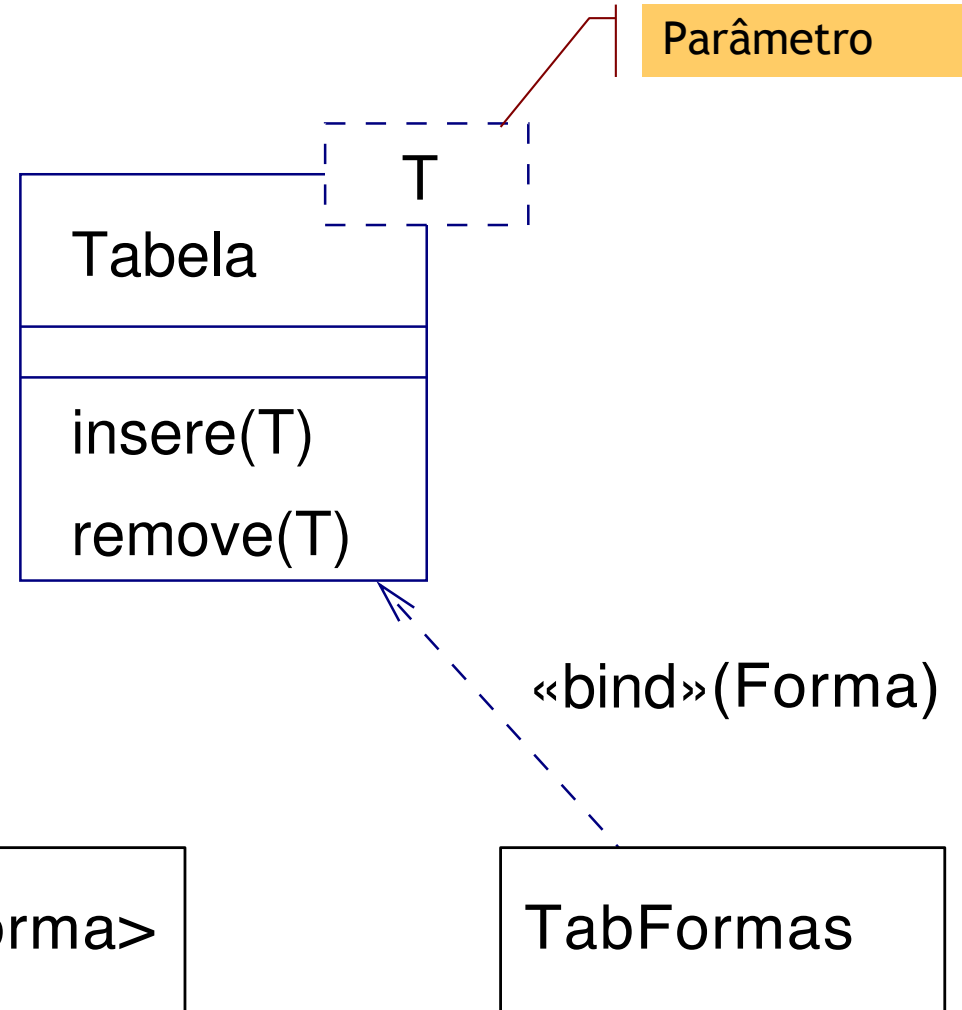 Parâmetro
T
Tabela
insere(T)
remove(T)
«bind»(Forma)
TabFormas